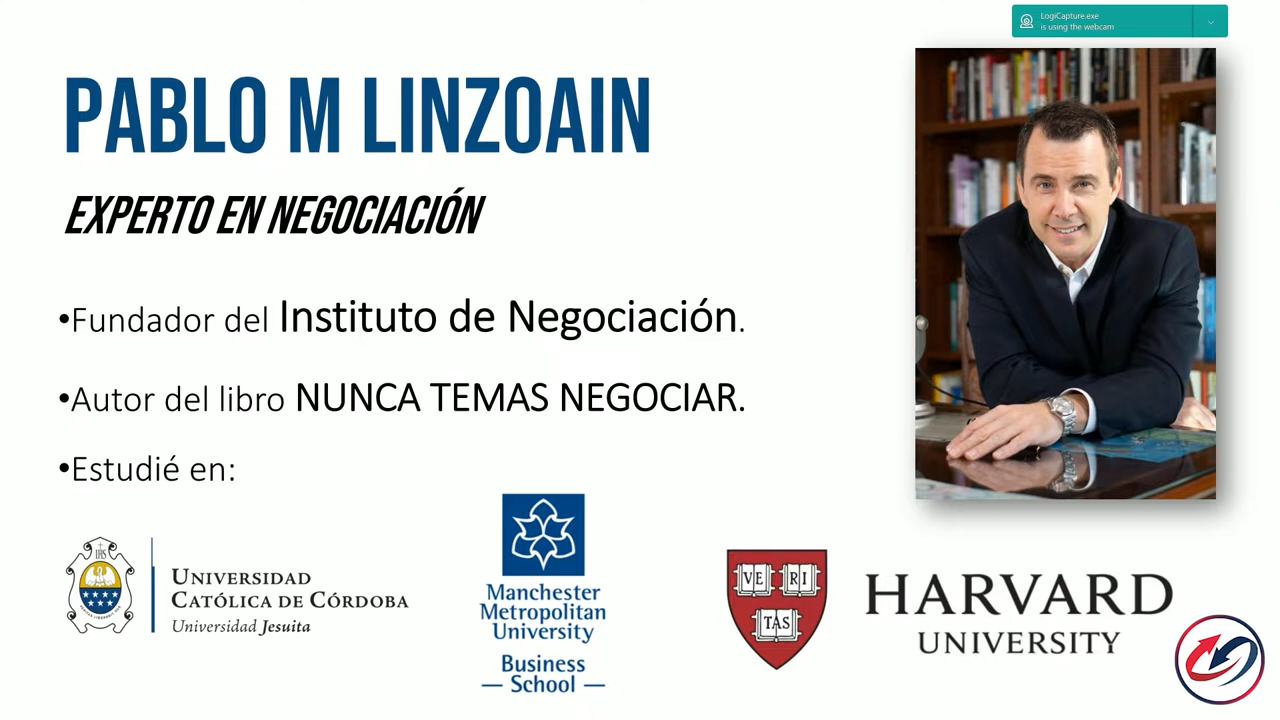 LogiCapture.exe
is using the webcam
PABLO M LINZOAIN
EXPERTO EN NEGOCIACIÓN
•Fundador del Instituto de Negociación.
•Autor del libro NUNCA TEMAS NEGOCIAR.
•Estudié en:
IHS
UNIVERSIDAD
CATÓLICA DE CÓRDOBA
Universidad Jesuita
Manchester
Metropolitan
University
Business
— School —
VE RI
TAS
HARVARD
UNIVERSITY